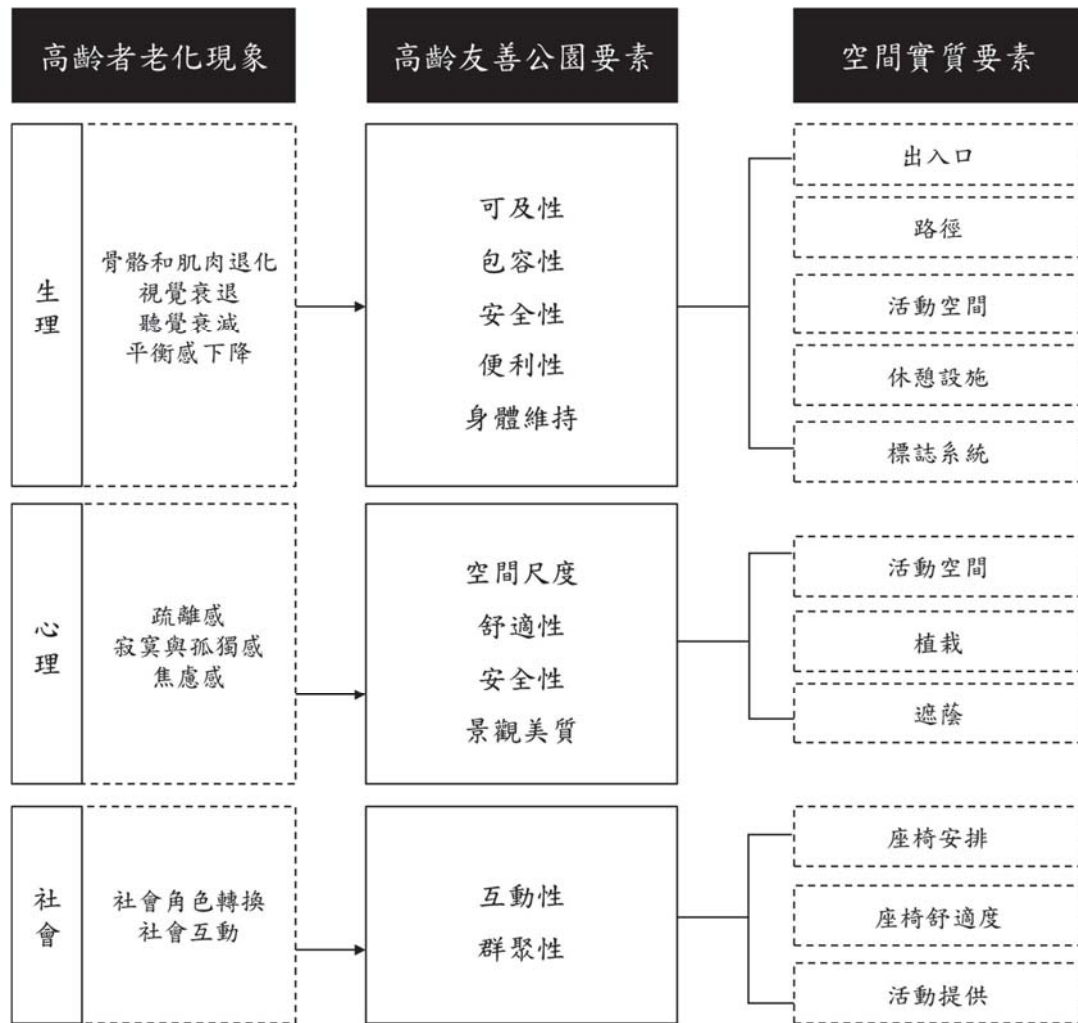 高齡者老化現象
高齡友善公園要素
空間實質要素
生理
骨骼和肌肉退化
視覺衰退
聽覺衰減
平衡感下降
可及性
包容性
安全性
便利性
身體維持
出入口
路徑
活動空間
休憩設施
標誌系統
心理
疏離感
寂寞與孤獨感
焦慮感
空間尺度
舒適性
安全性
景觀美質
活動空間
植栽
遮蔭
社會
社會角色轉換
社會互動
互動性
群聚性
座椅安排
座椅舒適度
活動提供